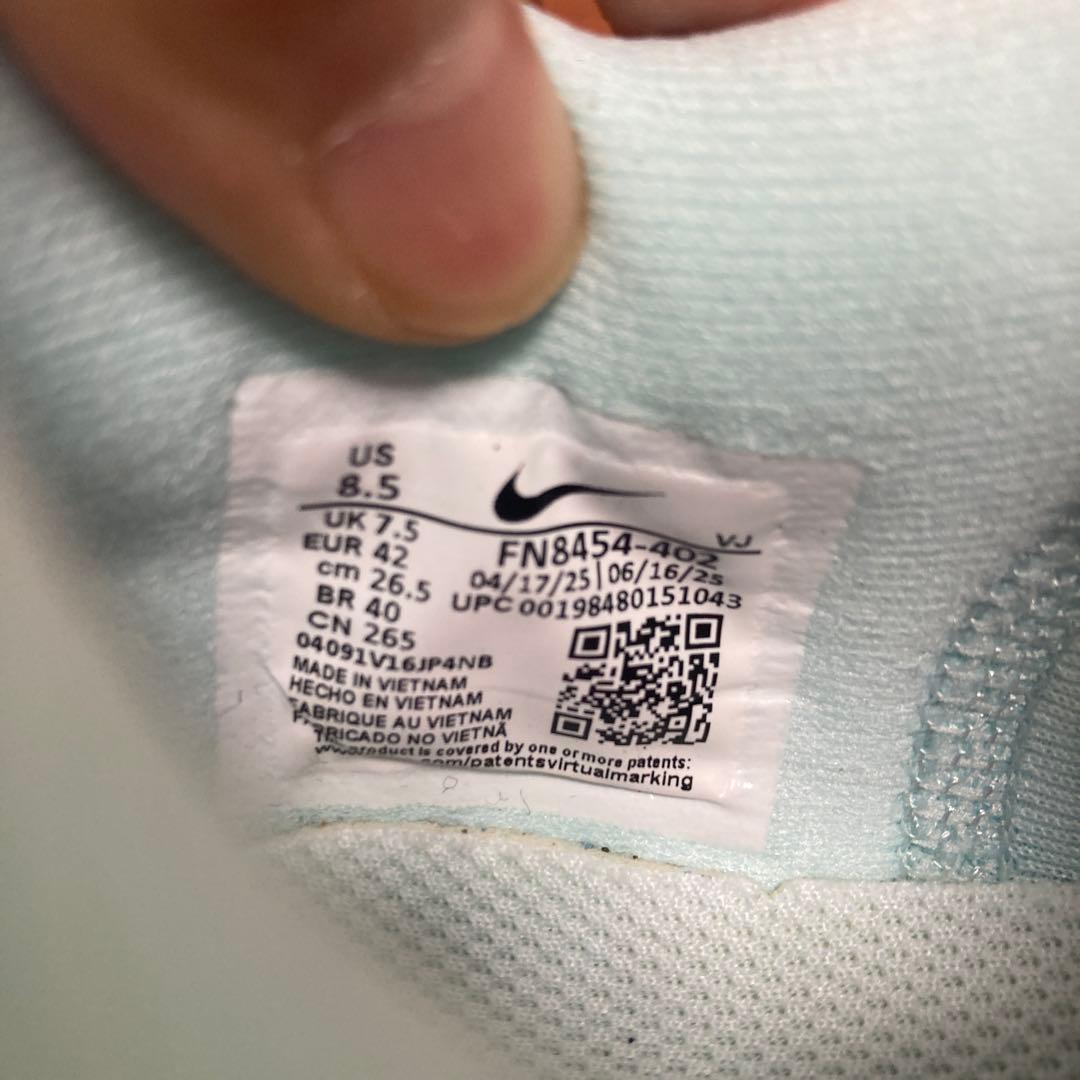 US
8.5
UK 7.5
EUR 42
cm 26.5
BR 40
CN 265
04091V16JP4NB
MADE IN VIETNAM
HECHO EN VIETNAM
FABRIQUE AU VIETNAM
NO VIETNÃ
VJ
FN8454-402
04/17/25|06/16/25
UPC 00198480151043
is covered by one or more patents:
/patentsvirtualmarking